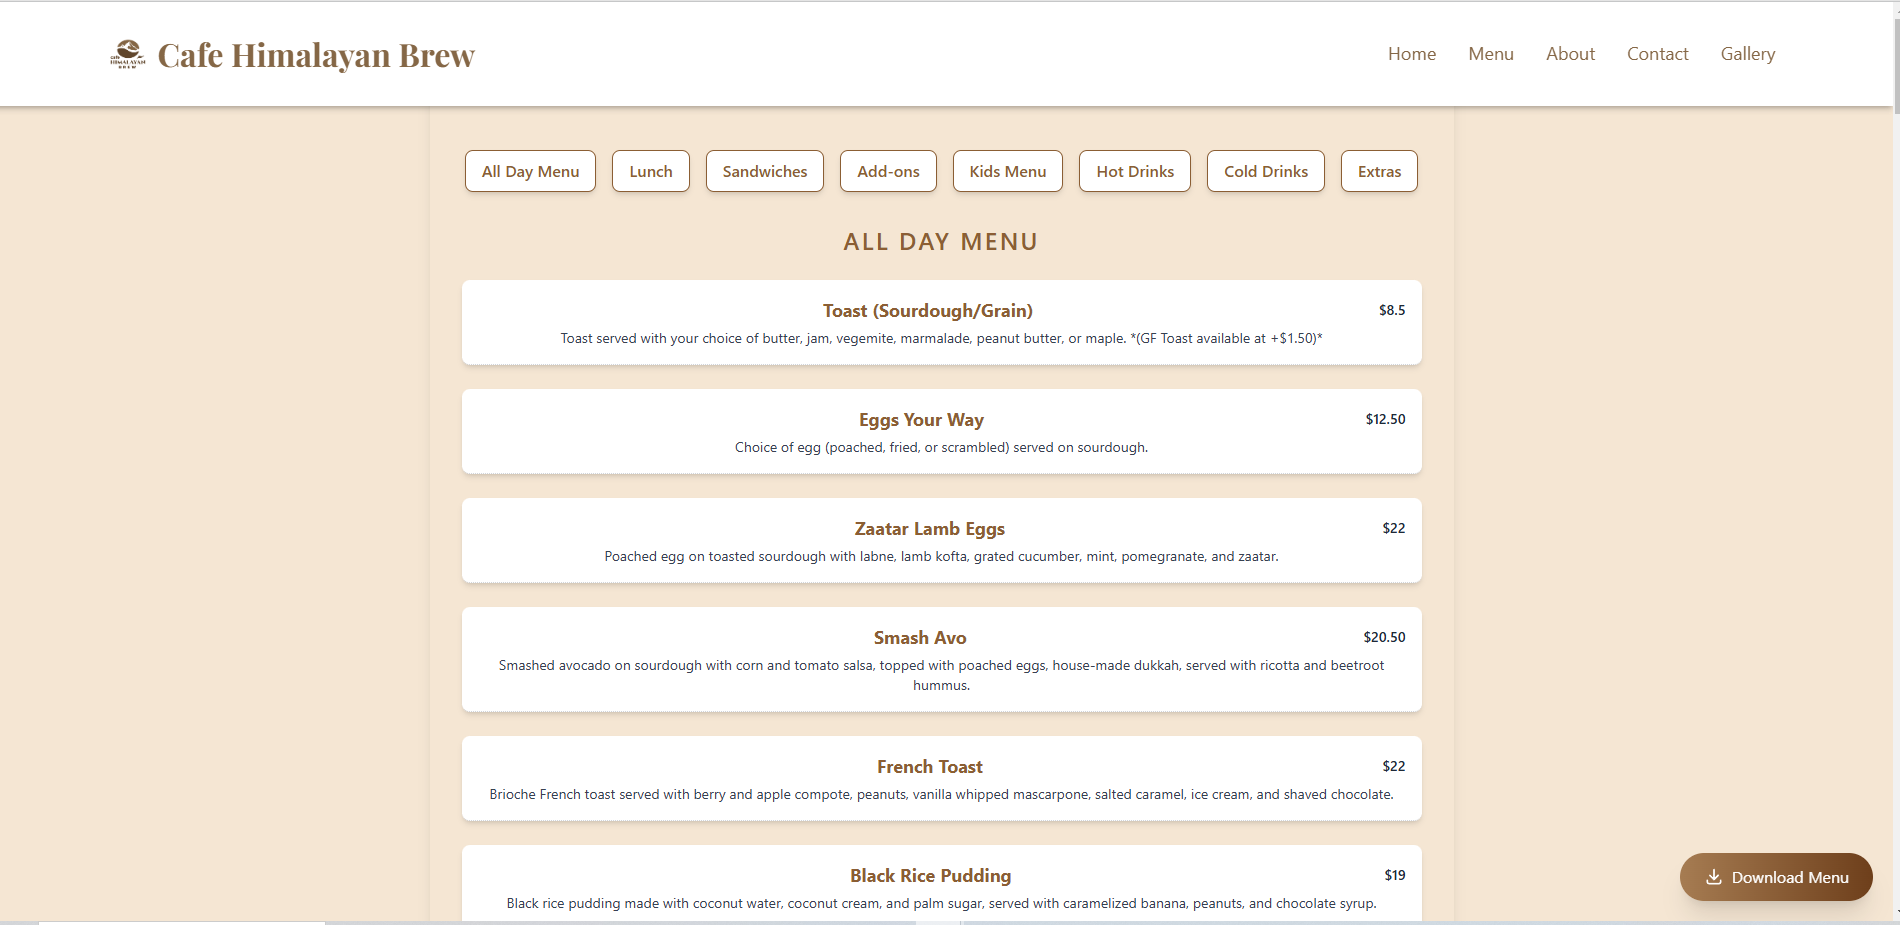 cafe
HIMALAYAN
BREW
Cafe Himalayan Brew
Home Menu About Contact Gallery
All Day Menu Lunch Sandwiches Add-ons Kids Menu Hot Drinks Cold Drinks Extras
ALL DAY MENU
Toast (Sourdough/Grain) $8.5
Toast served with your choice of butter, jam, vegemite, marmalade, peanut butter, or maple. *(GF Toast available at +$1.50)*
Eggs Your Way $12.50
Choice of egg (poached, fried, or scrambled) served on sourdough.
Zaatar Lamb Eggs $22
Poached egg on toasted sourdough with labne, lamb kofta, grated cucumber, mint, pomegranate, and zaatar.
Smash Avo $20.50
Smashed avocado on sourdough with corn and tomato salsa, topped with poached eggs, house-made dukkah, served with ricotta and beetroot
hummus.
French Toast $22
Brioche French toast served with berry and apple compote, peanuts, vanilla whipped mascarpone, salted caramel, ice cream, and shaved chocolate.
Black Rice Pudding $19
Black rice pudding made with coconut water, coconut cream, and palm sugar, served with caramelized banana, peanuts, and chocolate syrup.
Download Menu